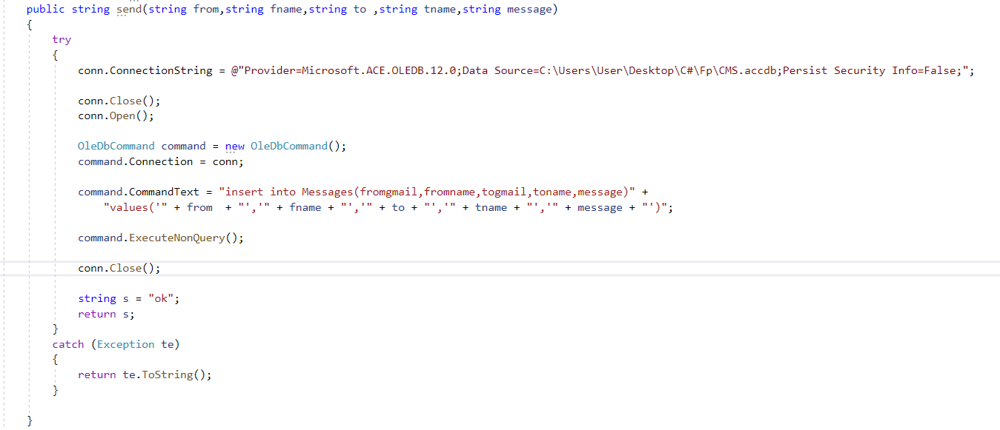 public string send(string from,string fname,string to ,string tname,string message)
{
try
{
conn.ConnectionString = @"Provider=Microsoft.ACE.OLEDB.12.0;Data Source=C:\Users\User\Desktop\C#\Fp\CMS.accdb;Persist Security Info=False;";
conn.Close();
conn.Open();
OleDbCommand command = new OleDbCommand();
command.Connection = conn;
command.CommandText = "insert into Messages(fromgmail,fromname,togmail,toname,message)" +
"values('" + from  + "','" + fname + "','" + to + "','" + tname + "','" + message + "')";
command.ExecuteNonQuery();
conn.Close();
string s = "ok";
return s;
}
catch (Exception te)
{
return te.ToString();
}
}